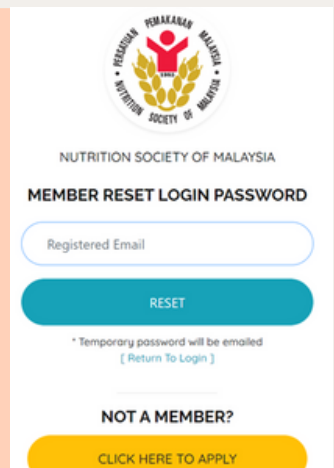 PERSATUAN PEMAKANAN MALAYSIA
NUTRITION SOCIETY OF MALAYSIA
NUTRITION SOCIETY OF MALAYSIA
MEMBER RESET LOGIN PASSWORD
Registered Email
RESET
* Temporary password will be emailed
[ Return To Login ]
NOT A MEMBER?
CLICK HERE TO APPLY